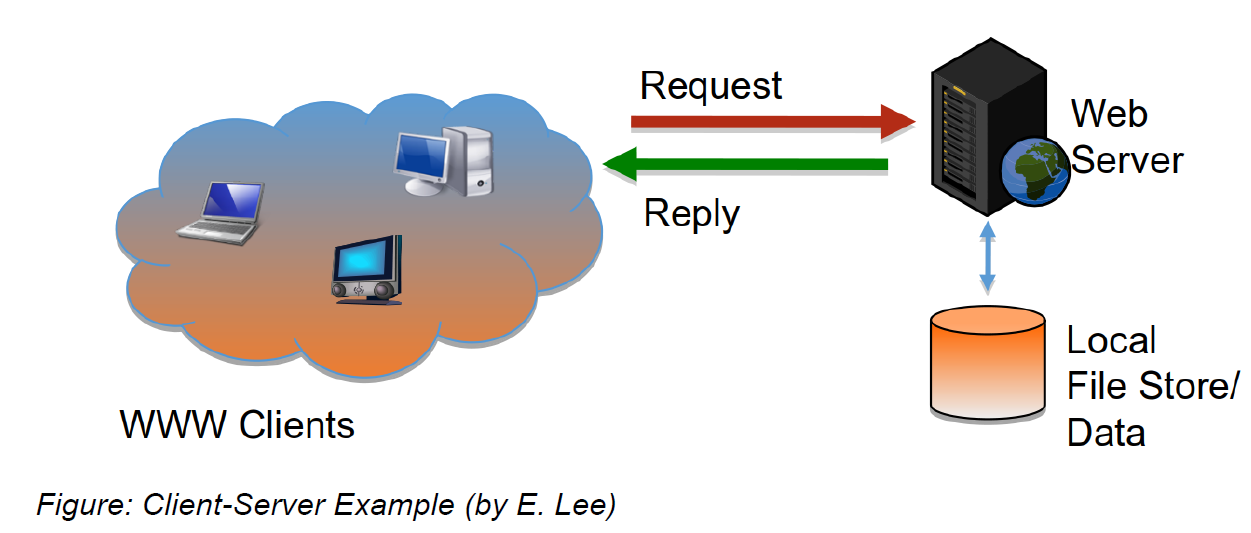 Request
Web
Server
Reply
Local
File Store/
Data
WWW Clients
Figure: Client-Server Example (by E. Lee)